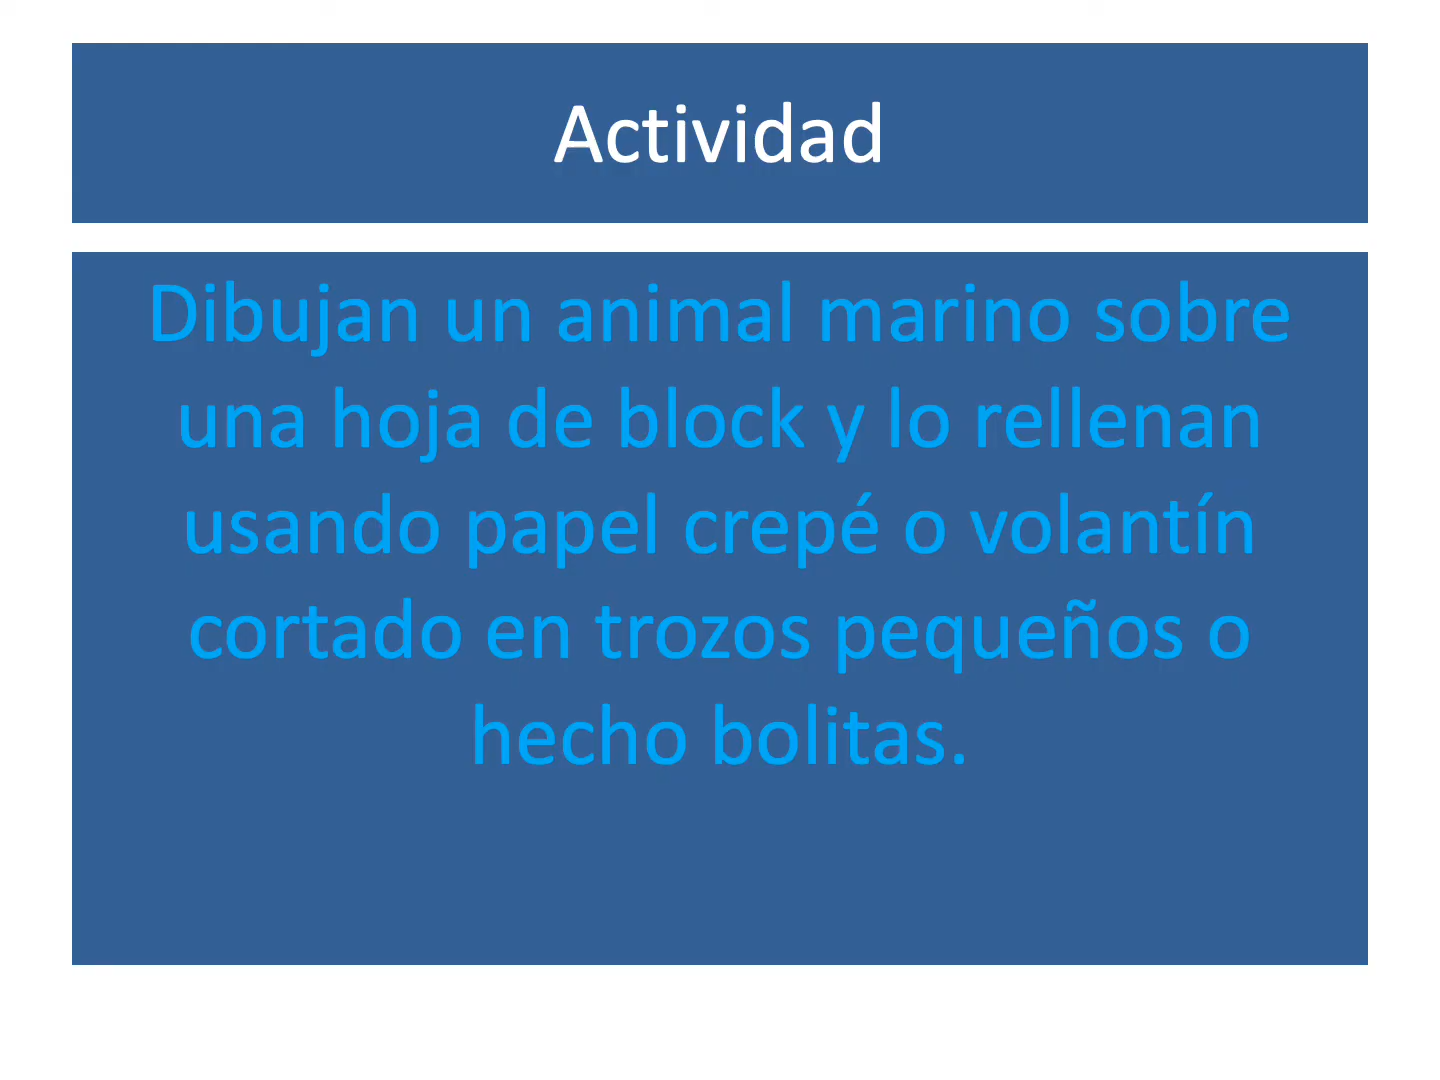 Actividad
Dibujan un animal marino sobre
una hoja de block y lo rellenan
usando papel crepé o volantín
cortado en trozos pequeños o
hecho bolitas.